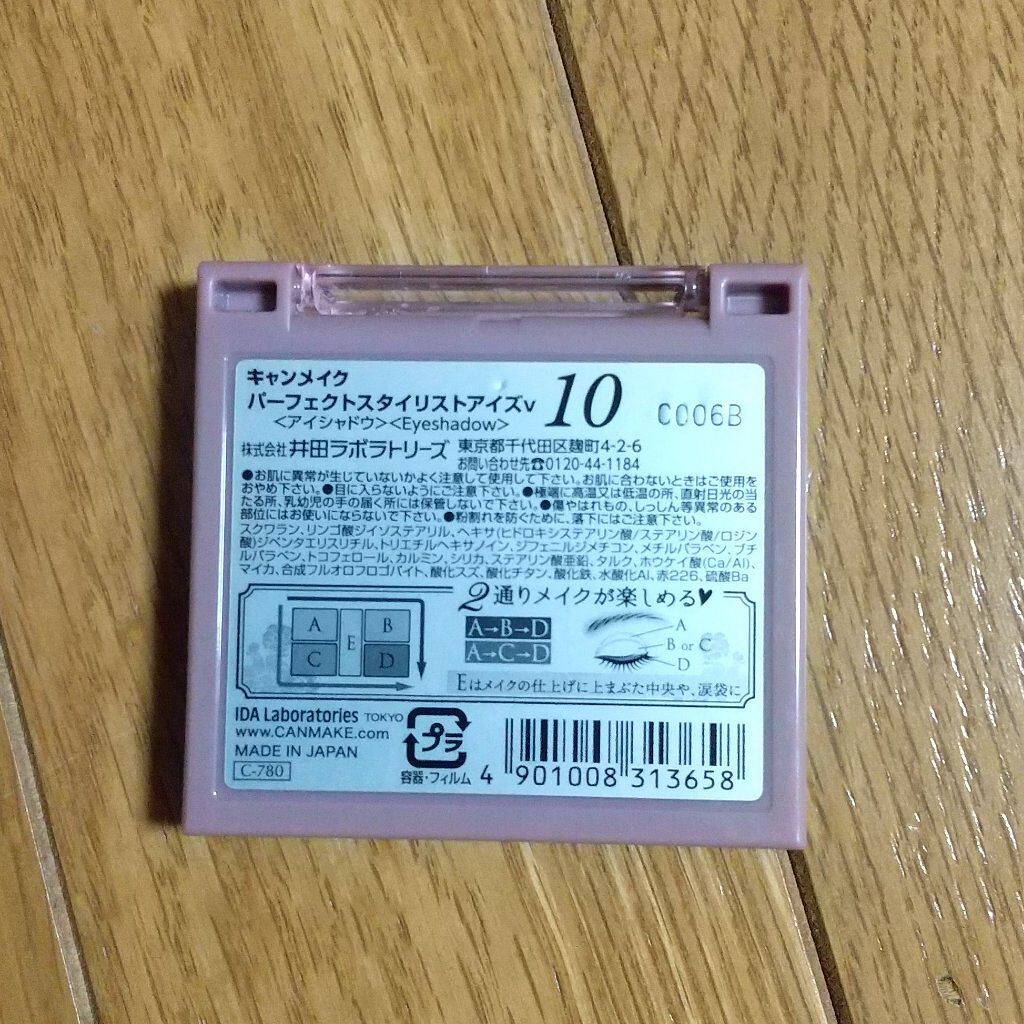 キャンメイク
パーフェクトスタイリストアイズv 10 C006B
<アイシャドウ><Eyeshadow>
株式会社 井田ラボラトリーズ 東京都千代田区麹町4-2-6
お問い合わせ先☎0120-44-1184
●お肌に異常が生じていないかよく注意して使用して下さい。お肌に合わないときはご使用を
おやめ下さい。●目に入らないようにご注意下さい。●極端に高温又は低温の所、直射日光の当
たる所、乳幼児の手の届く所には保管しないで下さい。●傷やはれもの、しっしん等異常のある
部位にはお使いにならないで下さい。●粉割れを防ぐために、落下にはご注意下さい。
スクワラン、リンゴ酸ジイソステアリル、ヘキサ(ヒドロキシステアリン酸/ステアリン酸/ロジン
酸)ジペンタエリスリチル、トリエチルヘキサノイン、ジフェニルジメチコン、メチルパラベン、ブチ
ルパラベン、トコフェロール、カルミン、シリカ、ステアリン酸亜鉛、タルク、ホウケイ酸(Ca/Al)、
マイカ、合成フルオロフロゴパイト、酸化スズ、酸化チタン、酸化鉄、水酸化Al、赤226、硫酸Ba
2通りメイクが楽しめる♥
A B
E
C D
A→B→D
A→C→D
A
B or C
D
Eはメイクの仕上げに上まぶた中央や、涙袋に
IDA Laboratories TOKYO
www.CANMAKE.com
MADE IN JAPAN
C-780
プラ
容器・フィルム
4 901008 313658